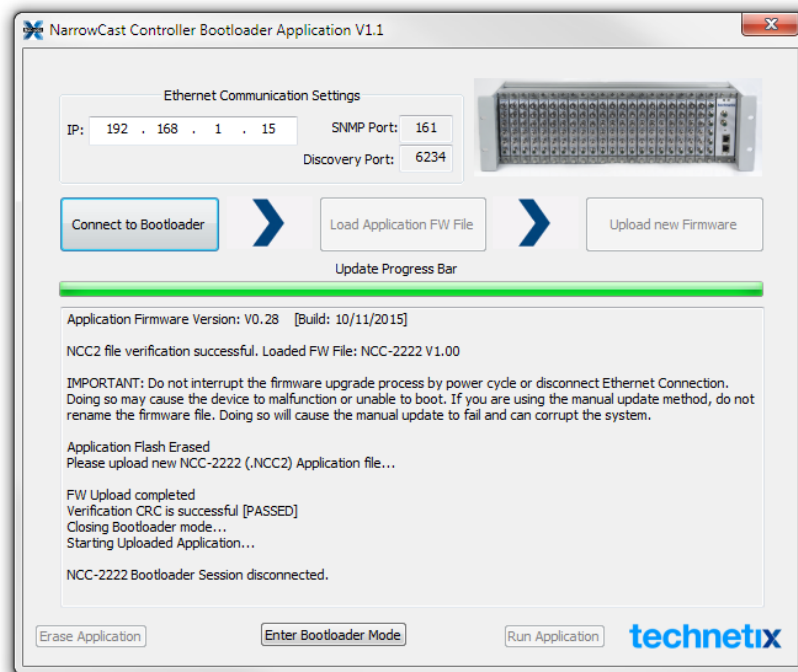 NarrowCast Controller Bootloader Application V1.1
Ethernet Communication Settings
IP: 192 . 168 . 1 . 15
SNMP Port: 161
Discovery Port: 6234
Connect to Bootloader
Load Application FW File
Upload new Firmware
Update Progress Bar
Application Firmware Version: V0.28 [Build: 10/11/2015]
NCC2 file verification successful. Loaded FW File: NCC-2222 V1.00
IMPORTANT: Do not interrupt the firmware upgrade process by power cycle or disconnect Ethernet Connection.
Doing so may cause the device to malfunction or unable to boot. If you are using the manual update method, do not
rename the firmware file. Doing so will cause the manual update to fail and can corrupt the system.
Application Flash Erased
Please upload new NCC-2222 (.NCC2) Application file...
FW Upload completed
Verification CRC is successful [PASSED]
Closing Bootloader mode...
Starting Uploaded Application...
NCC-2222 Bootloader Session disconnected.
Erase Application
Enter Bootloader Mode
Run Application
technetix